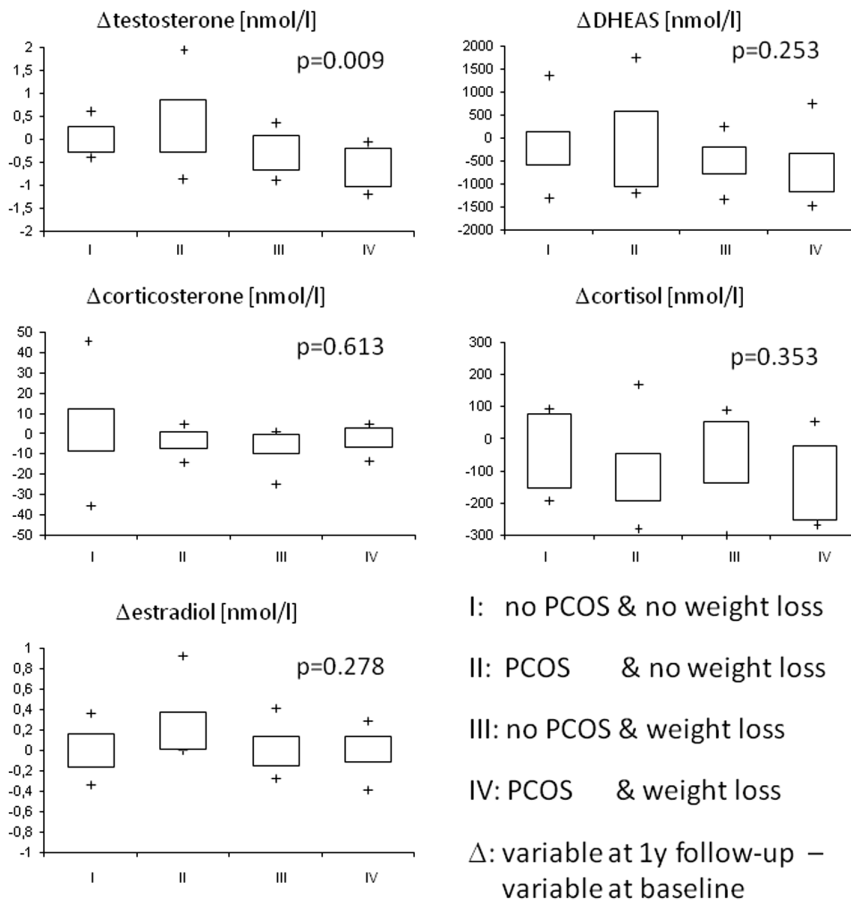 Δtestosterone [nmol/l]
p=0.009
2
1,5
1
0,5
0
-0,5
-1
-1,5
-2
I II III IV
ΔDHEAS [nmol/l]
p=0.253
2000
1500
1000
500
0
-500
-1000
-1500
-2000
I II III IV
Δcorticosterone [nmol/l]
p=0.613
50
40
30
20
10
0
-10
-20
-30
-40
-50
I II III IV
Δcortisol [nmol/l]
p=0.353
300
200
100
0
-100
-200
-300
I II III IV
Δestradiol [nmol/l]
p=0.278
1
0,8
0,6
0,4
0,2
0
-0,2
-0,4
-0,6
-0,8
-1
I II III IV
I: no PCOS & no weight loss
II: PCOS & no weight loss
III: no PCOS & weight loss
IV: PCOS & weight loss
Δ: variable at 1y follow-up –
variable at baseline